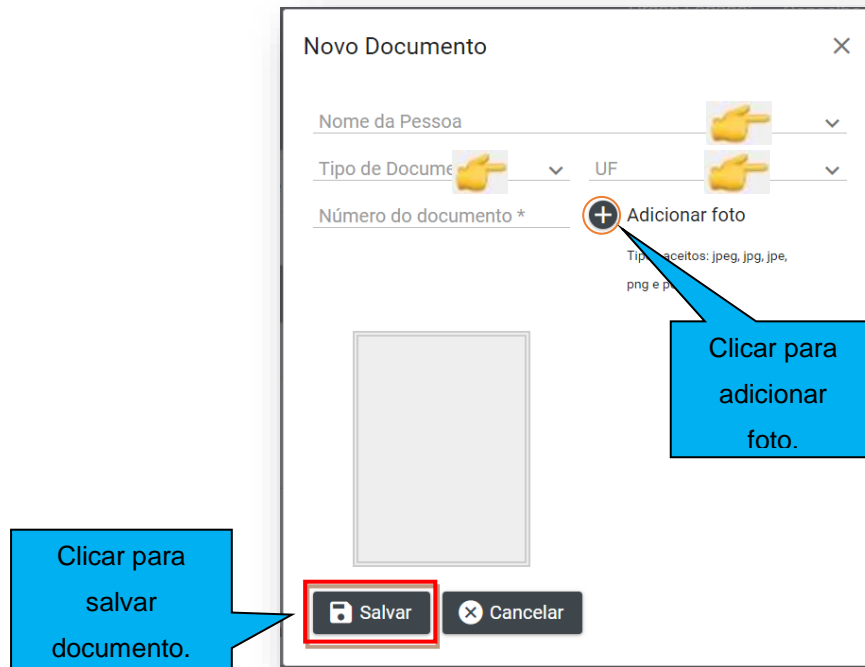 Novo Documento
Nome da Pessoa
Tipo de Docume
UF
Número do documento *
Adicionar foto
aceitos: jpeg, jpg, jpe,
png e
Clicar para
adicionar
foto.
Clicar para
salvar
documento.
Salvar
Cancelar